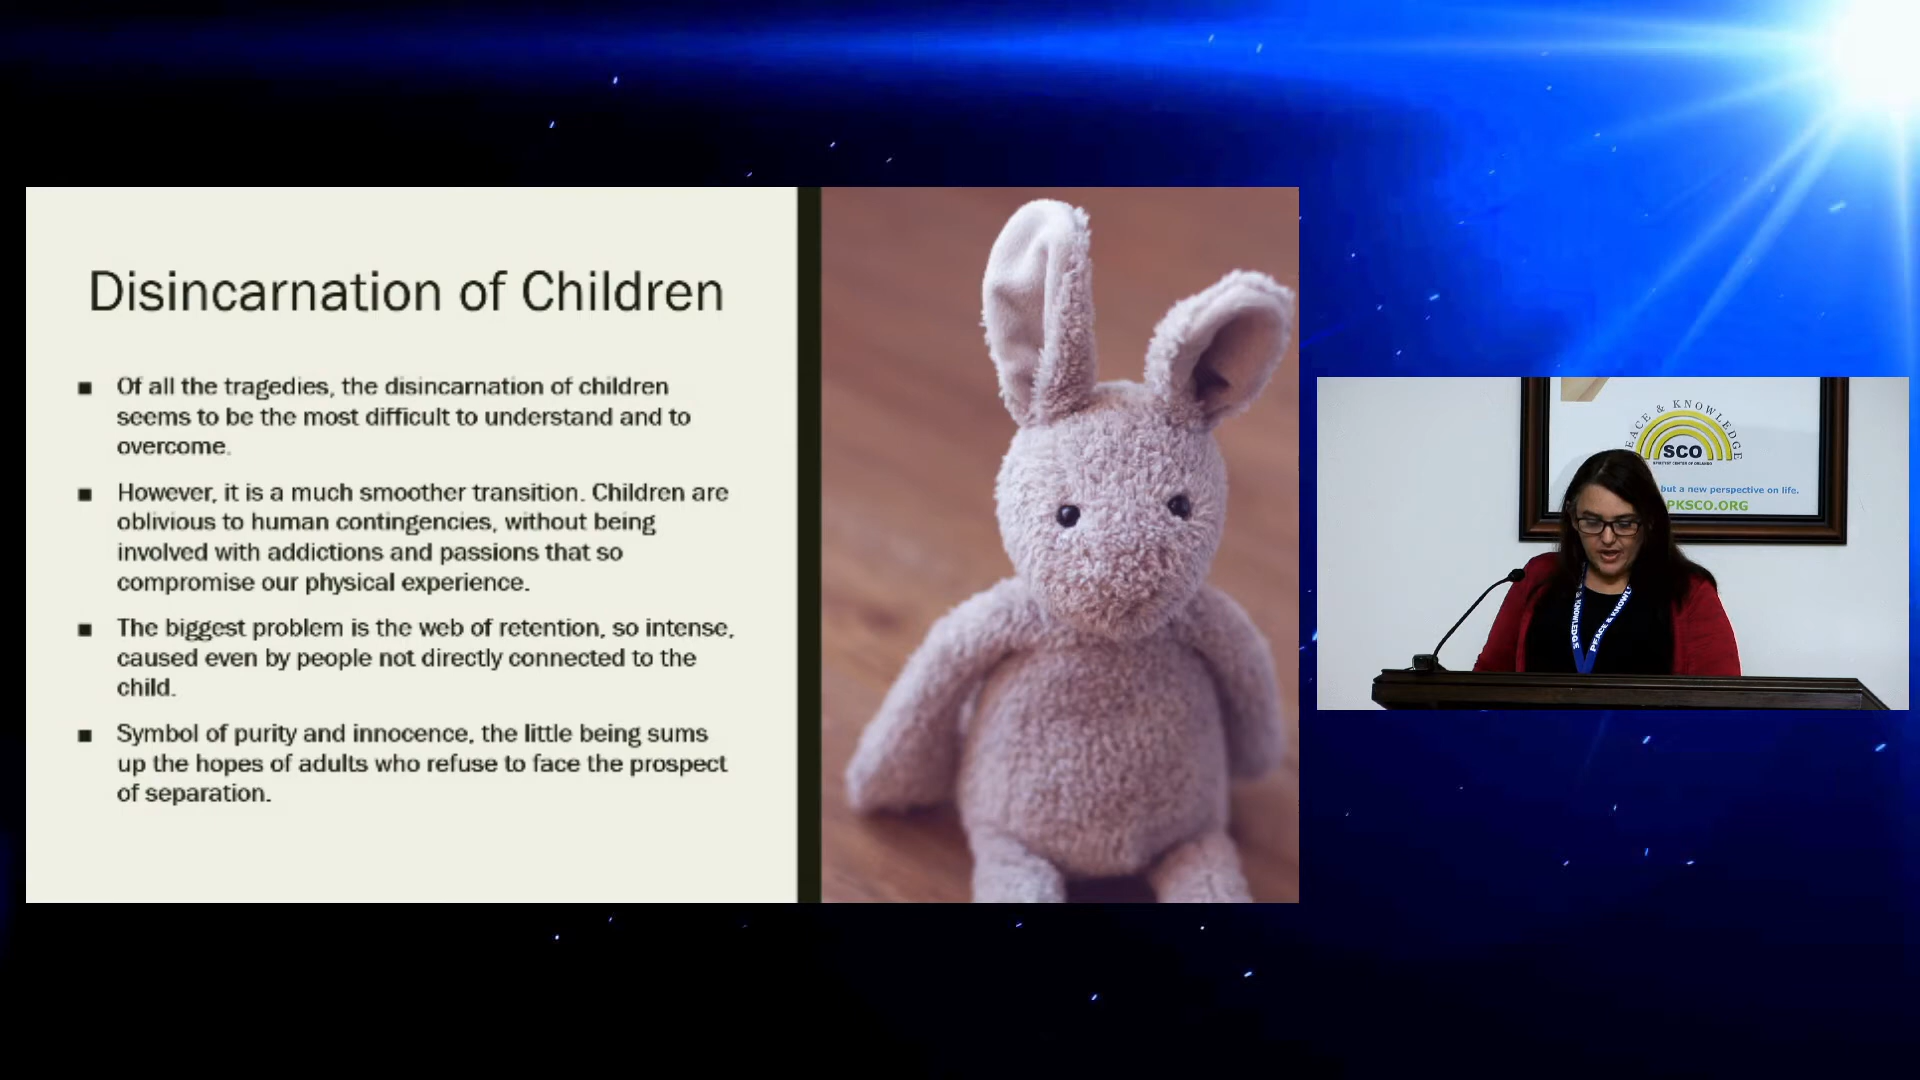 Disincarnation of Children
■ Of all the tragedies, the disincarnation of children
seems to be the most difficult to understand and to
overcome.
■ However, it is a much smoother transition. Children are
oblivious to human contingencies, without being
involved with addictions and passions that so
compromise our physical experience.
■ The biggest problem is the web of retention, so intense,
caused even by people not directly connected to the
child.
■ Symbol of purity and innocence, the little being sums
up the hopes of adults who refuse to face the prospect
of separation.
EACE & KNOWLEDGE
SCO
SPIRITIST CENTER OF ORLANDO
but a new perspective on life.
PKSCO.ORG
KNOWLEDGE
PEACE & KNOWL